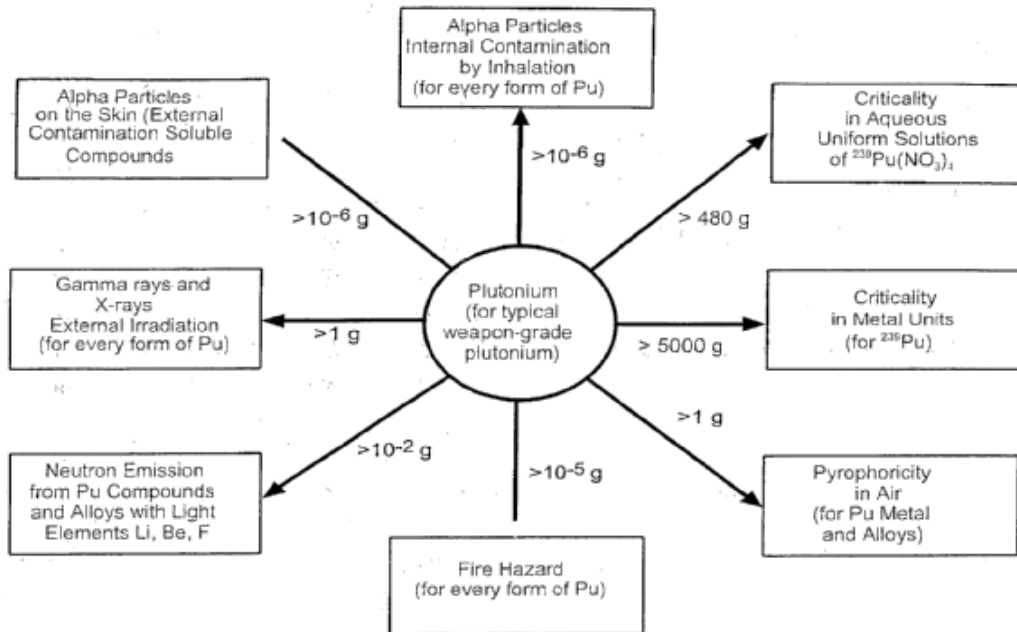 Alpha Particles
Internal Contamination
by Inhalation
(for every form of Pu)
Alpha Particles
on the Skin (External
Contamination Soluble
Compounds
Criticality
in Aqueous
Uniform Solutions
of ²³⁹Pu(NO₃)₄
>10⁻⁶ g
>10⁻⁶ g
> 480 g
Gamma rays and
X-rays
External Irradiation
(for every form of Pu)
>1 g
Plutonium
(for typical
weapon-grade
plutonium)
> 5000 g
Criticality
in Metal Units
(for ²³⁹Pu)
>10⁻² g
>10⁻⁵ g
>1 g
Neutron Emission
from Pu Compounds
and Alloys with Light
Elements Li, Be, F
Fire Hazard
(for every form of Pu)
Pyrophoricity
in Air
(for Pu Metal
and Alloys)